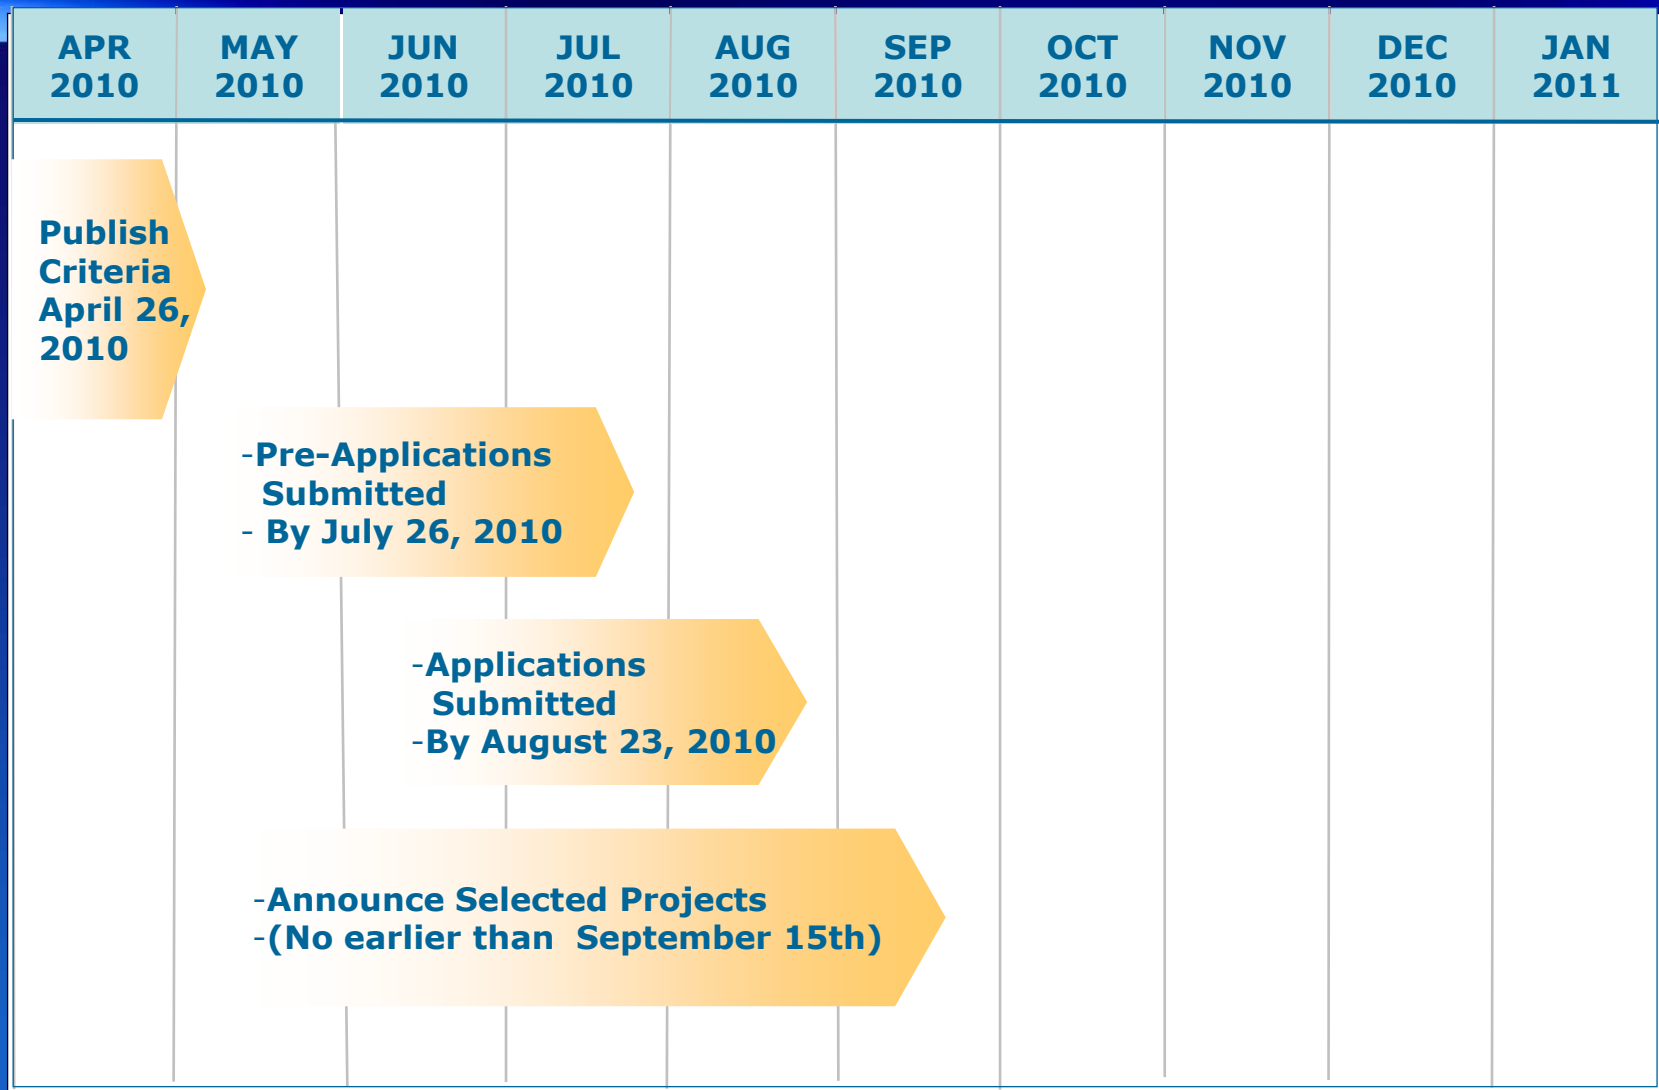 APR MAY JUN JUL AUG SEP OCT NOV DEC JAN
2010 2010 2010 2010 2010 2010 2010 2010 2010 2011
Publish
Criteria
April 26,
2010
-Pre-Applications
Submitted
- By July 26, 2010
-Applications
Submitted
-By August 23, 2010
-Announce Selected Projects
-(No earlier than  September 15th)